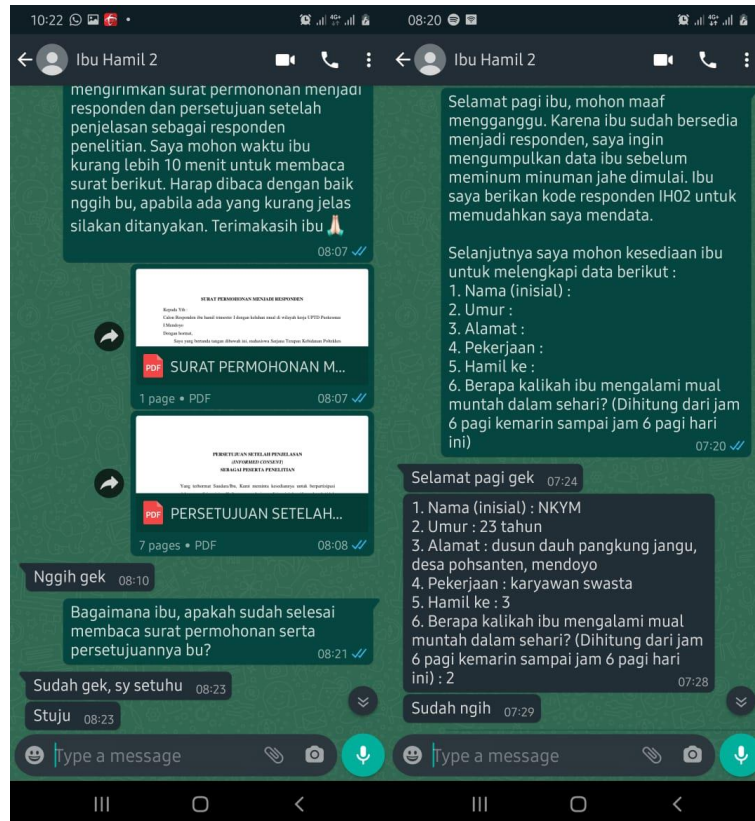 10:22
4G+
Ibu Hamil 2
mengirimkan surat permohonan menjadi
responden dan persetujuan setelah
penjelasan sebagai responden
penelitian. Saya mohon waktu ibu
kurang lebih 10 menit untuk membaca
surat berikut. Harap dibaca dengan baik
nggih bu, apabila ada yang kurang jelas
silakan ditanyakan. Terimakasih ibu🙏🏻
08:07
SURAT PERMOHONAN MENJADI RESPONDEN
Kepada Yth :
Dengan hormat,
PDF SURAT PERMOHONAN M...
1 page • PDF 08:07
PERSETUJUAN SETELAH PENJELASAN
(INFORMED CONSENT)
SEBAGAI PESERTA PENELITIAN
PDF PERSETUJUAN SETELAH...
7 pages • PDF 08:08
Nggih gek 08:10
Bagaimana ibu, apakah sudah selesai
membaca surat permohonan serta
persetujuannya bu?
08:21
Sudah gek, sy setuhu 08:23
Stuju 08:23
Type a message
08:20
4G+
Ibu Hamil 2
Selamat pagi ibu, mohon maaf
mengganggu. Karena ibu sudah bersedia
menjadi responden, saya ingin
mengumpulkan data ibu sebelum
meminum minuman jahe dimulai. Ibu
saya berikan kode responden IH02 untuk
memudahkan saya mendata.
Selanjutnya saya mohon kesediaan ibu
untuk melengkapi data berikut :
1. Nama (inisial) :
2. Umur :
3. Alamat :
4. Pekerjaan :
5. Hamil ke :
6. Berapa kalikah ibu mengalami mual
muntah dalam sehari? (Dihitung dari jam
6 pagi kemarin sampai jam 6 pagi hari
ini)
07:20
Selamat pagi gek 07:24
1. Nama (inisial) : NKYM
2. Umur : 23 tahun
3. Alamat : dusun dauh pangkung jangu,
desa pohsanten, mendoyo
4. Pekerjaan : karyawan swasta
5. Hamil ke : 3
6. Berapa kalikah ibu mengalami mual
muntah dalam sehari? (Dihitung dari jam
6 pagi kemarin sampai jam 6 pagi hari
ini) : 2
07:28
Sudah ngih 07:29
Type a message